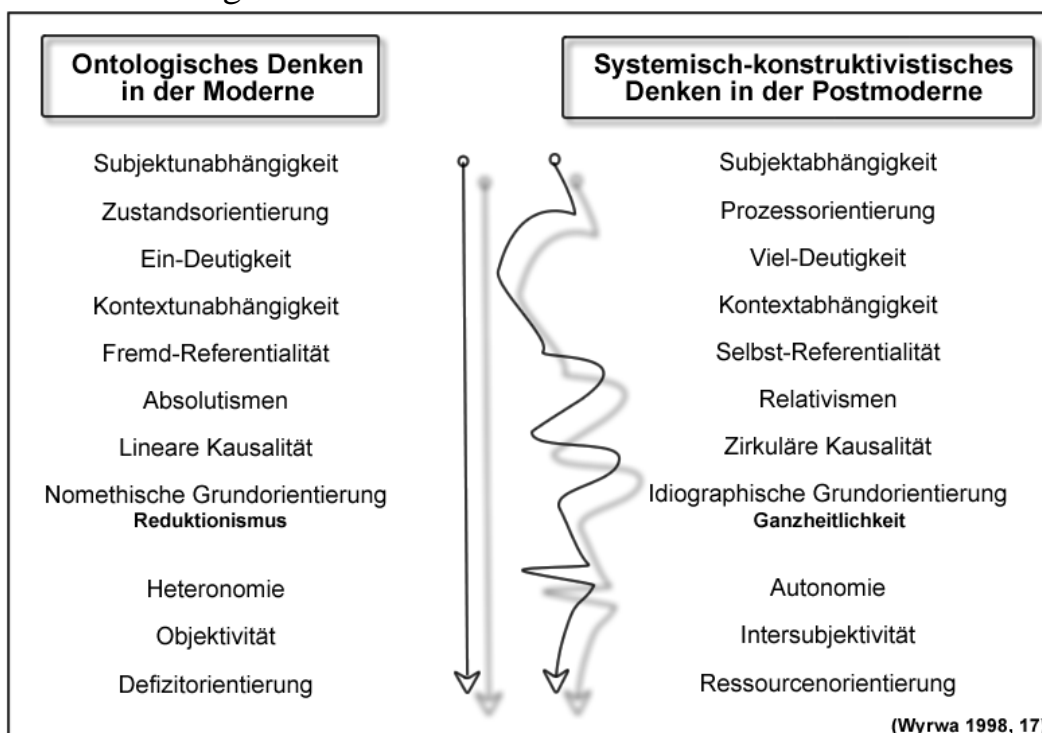 Ontologisches Denken
in der Moderne
Systemisch-konstruktivistisches
Denken in der Postmoderne
Subjektunabhängigkeit
Subjektabhängigkeit
Zustandsorientierung
Prozessorientierung
Ein-Deutigkeit
Viel-Deutigkeit
Kontextunabhängigkeit
Kontextabhängigkeit
Fremd-Referentialität
Selbst-Referentialität
Absolutismen
Relativismen
Lineare Kausalität
Zirkuläre Kausalität
Nomethische Grundorientierung
Reduktionismus
Idiographische Grundorientierung
Ganzheitlichkeit
Heteronomie
Autonomie
Objektivität
Intersubjektivität
Defizitorientierung
Ressourcenorientierung
(Wyrwa 1998, 17)